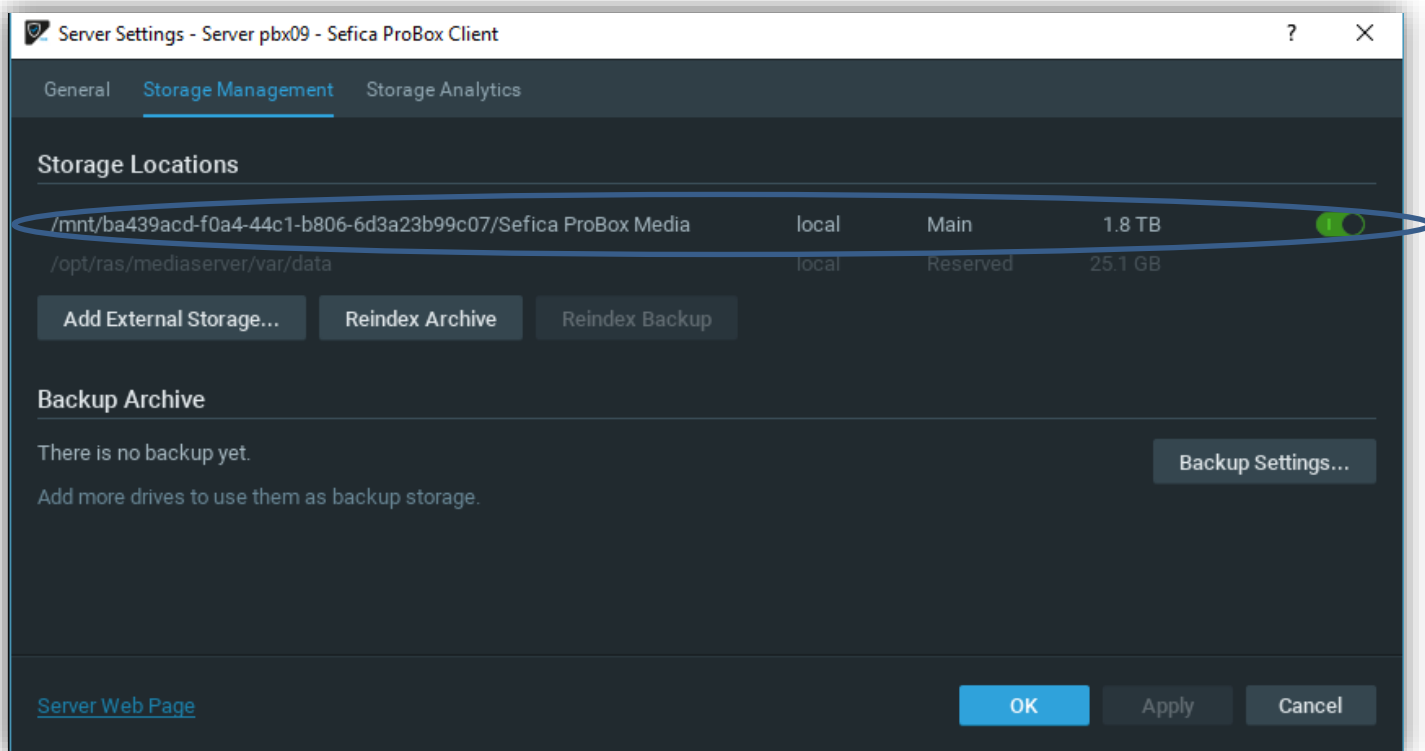 Server Settings - Server pbx09 - Sefica ProBox Client ?
General Storage Management Storage Analytics
Storage Locations
/mnt/ba439acd-f0a4-44c1-b806-6d3a23b99c07/Sefica ProBox Media local Main 1.8 TB
/opt/ras/mediaserver/var/data local Reserved 25.1 GB
Add External Storage... Reindex Archive Reindex Backup
Backup Archive
There is no backup yet.
Backup Settings...
Add more drives to use them as backup storage.
Server Web Page OK Apply Cancel